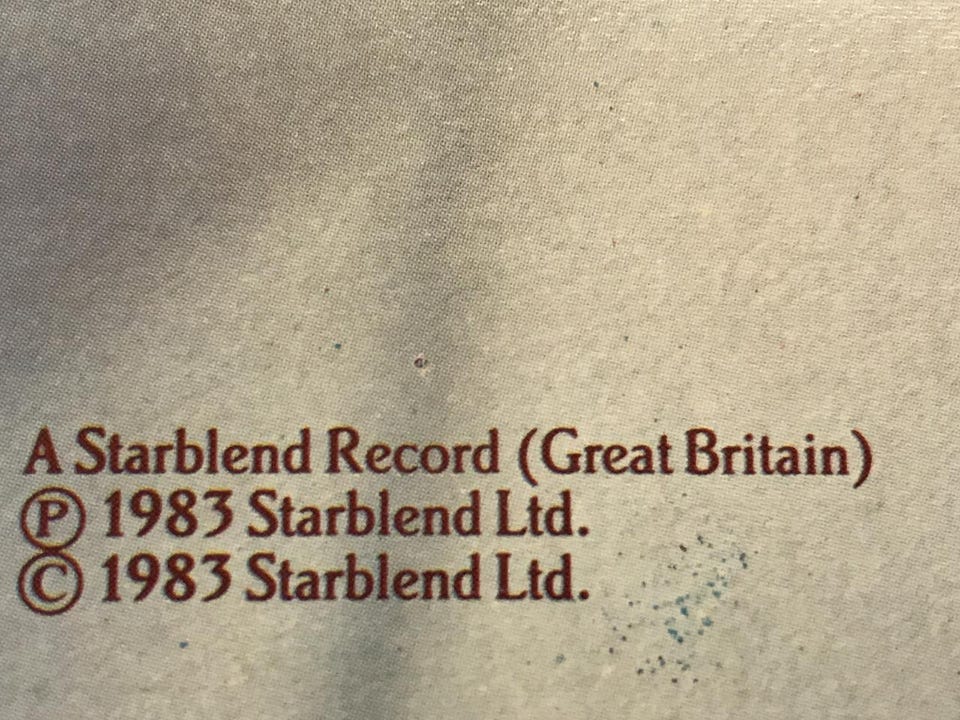 A Starblend Record (Great Britain)
Ⓟ 1983 Starblend Ltd.
© 1983 Starblend Ltd.